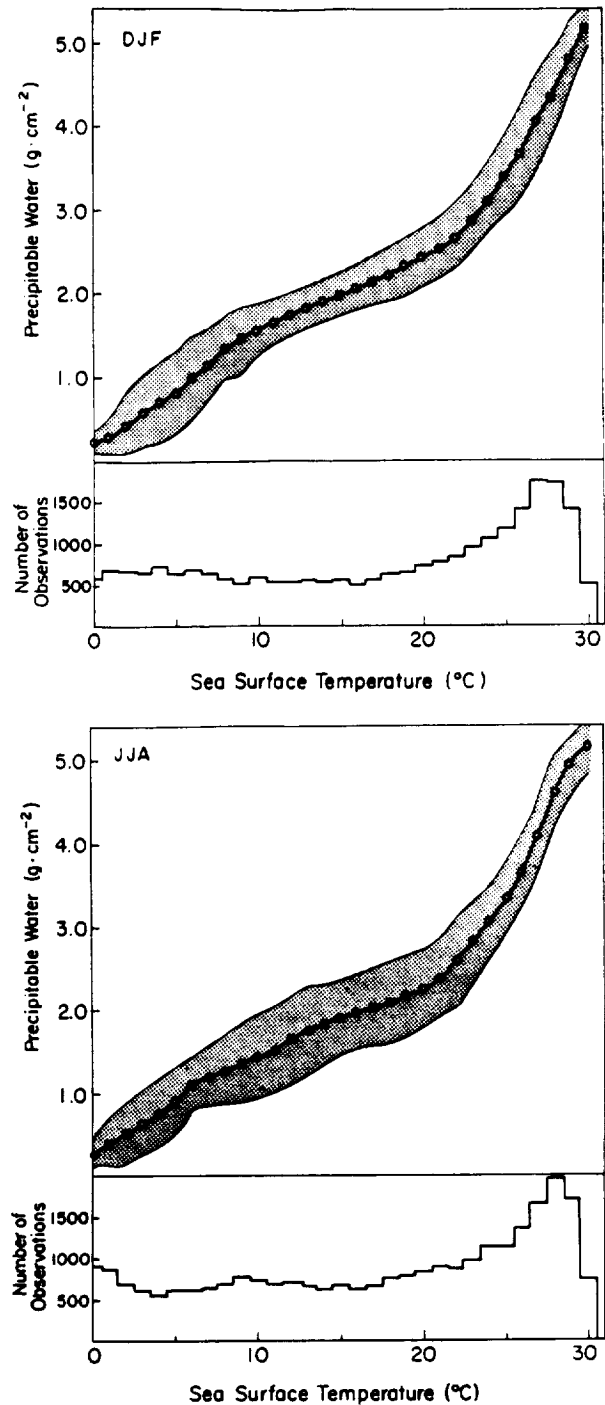 DJF
5.0
4.0
3.0
2.0
1.0
Precipitable Water (g·cm⁻²)
1500
1000
500
Number of
Observations
0 10 20 30
Sea Surface Temperature (°C)
JJA
5.0
4.0
3.0
2.0
1.0
Precipitable Water (g·cm⁻²)
1500
1000
500
Number of
Observations
0 10 20 30
Sea Surface Temperature (°C)